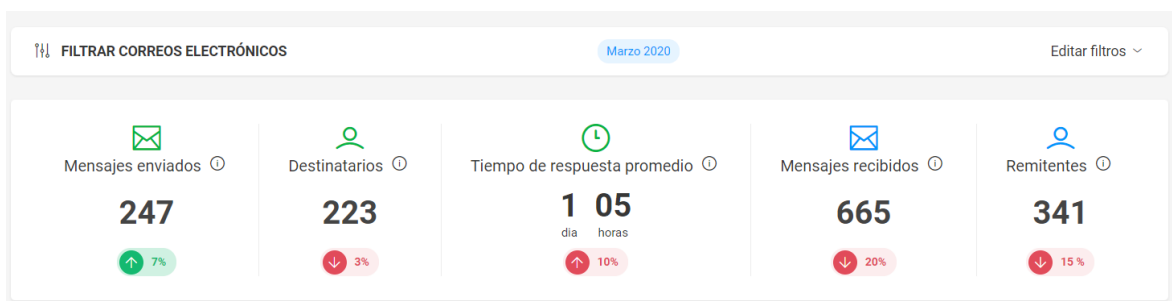 FILTRAR CORREOS ELECTRÓNICOS
Marzo 2020
Editar filtros
Mensajes enviados
Destinatarios
Tiempo de respuesta promedio
Mensajes recibidos
Remitentes
247
223
1 05
665
341
dia horas
7%
3%
10%
20%
15 %